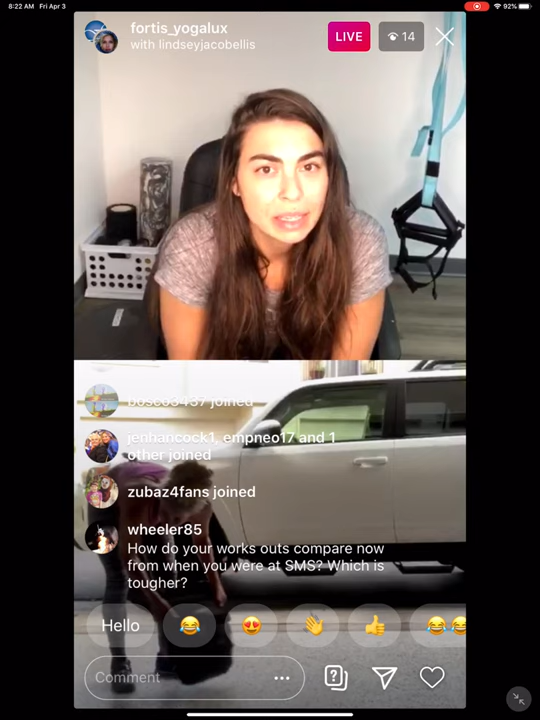 8:22 AM Fri Apr 3
92%
fortis_yogalux
with lindseyjacobellis
LIVE
14
bosco3437 joined
jenhancock1, empneo17 and 1
other joined
zubaz4fans joined
wheeler85
How do your works outs compare now
from when you were at SMS? Which is
tougher?
Hello
Comment